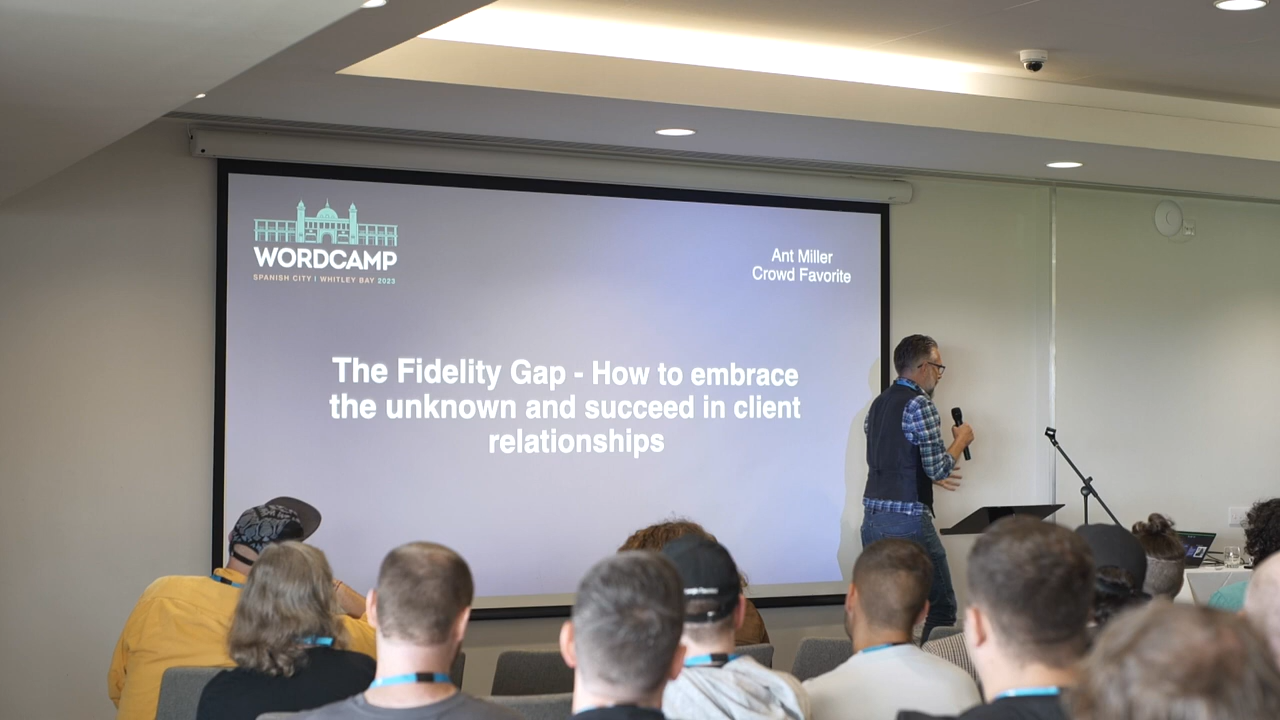 WORDCAMP
SPANISH CITY | WHITLEY BAY 2023
Ant Miller
Crowd Favorite
The Fidelity Gap - How to embrace
the unknown and succeed in client
relationships